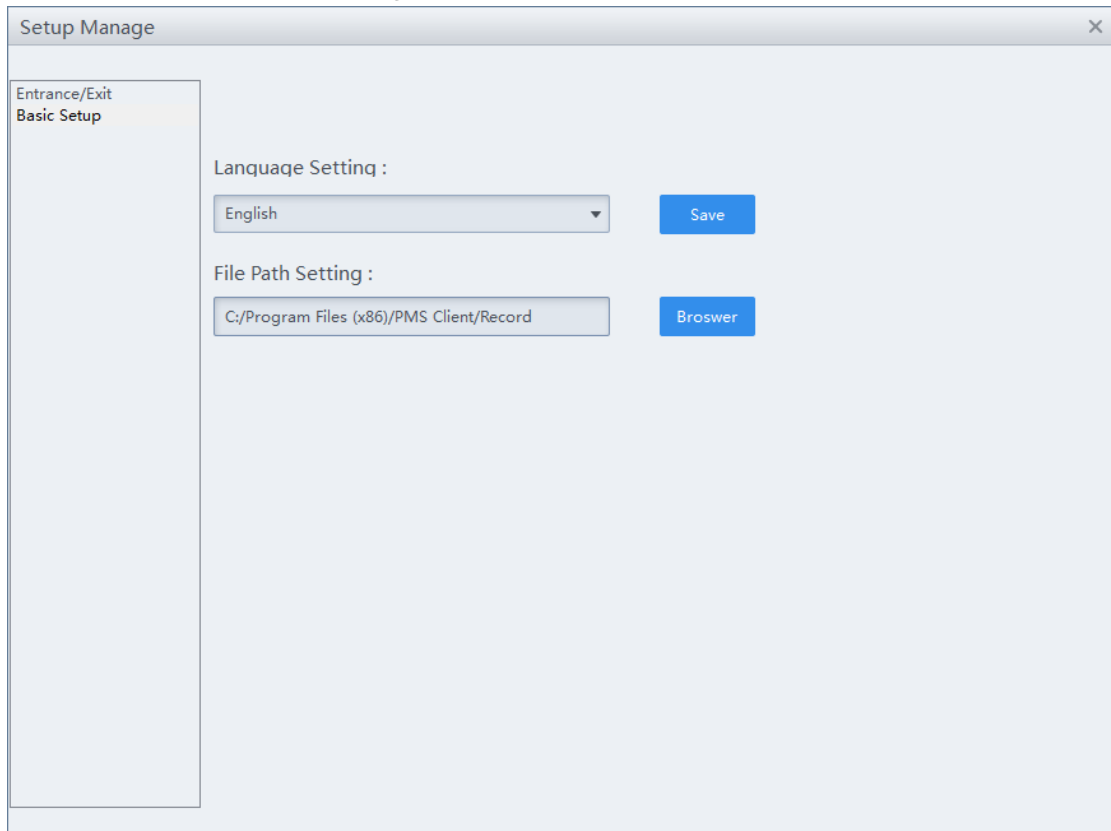 Setup Manage
Entrance/Exit
Basic Setup
Language Setting :
English
Save
File Path Setting :
C:/Program Files (x86)/PMS Client/Record
Broswer